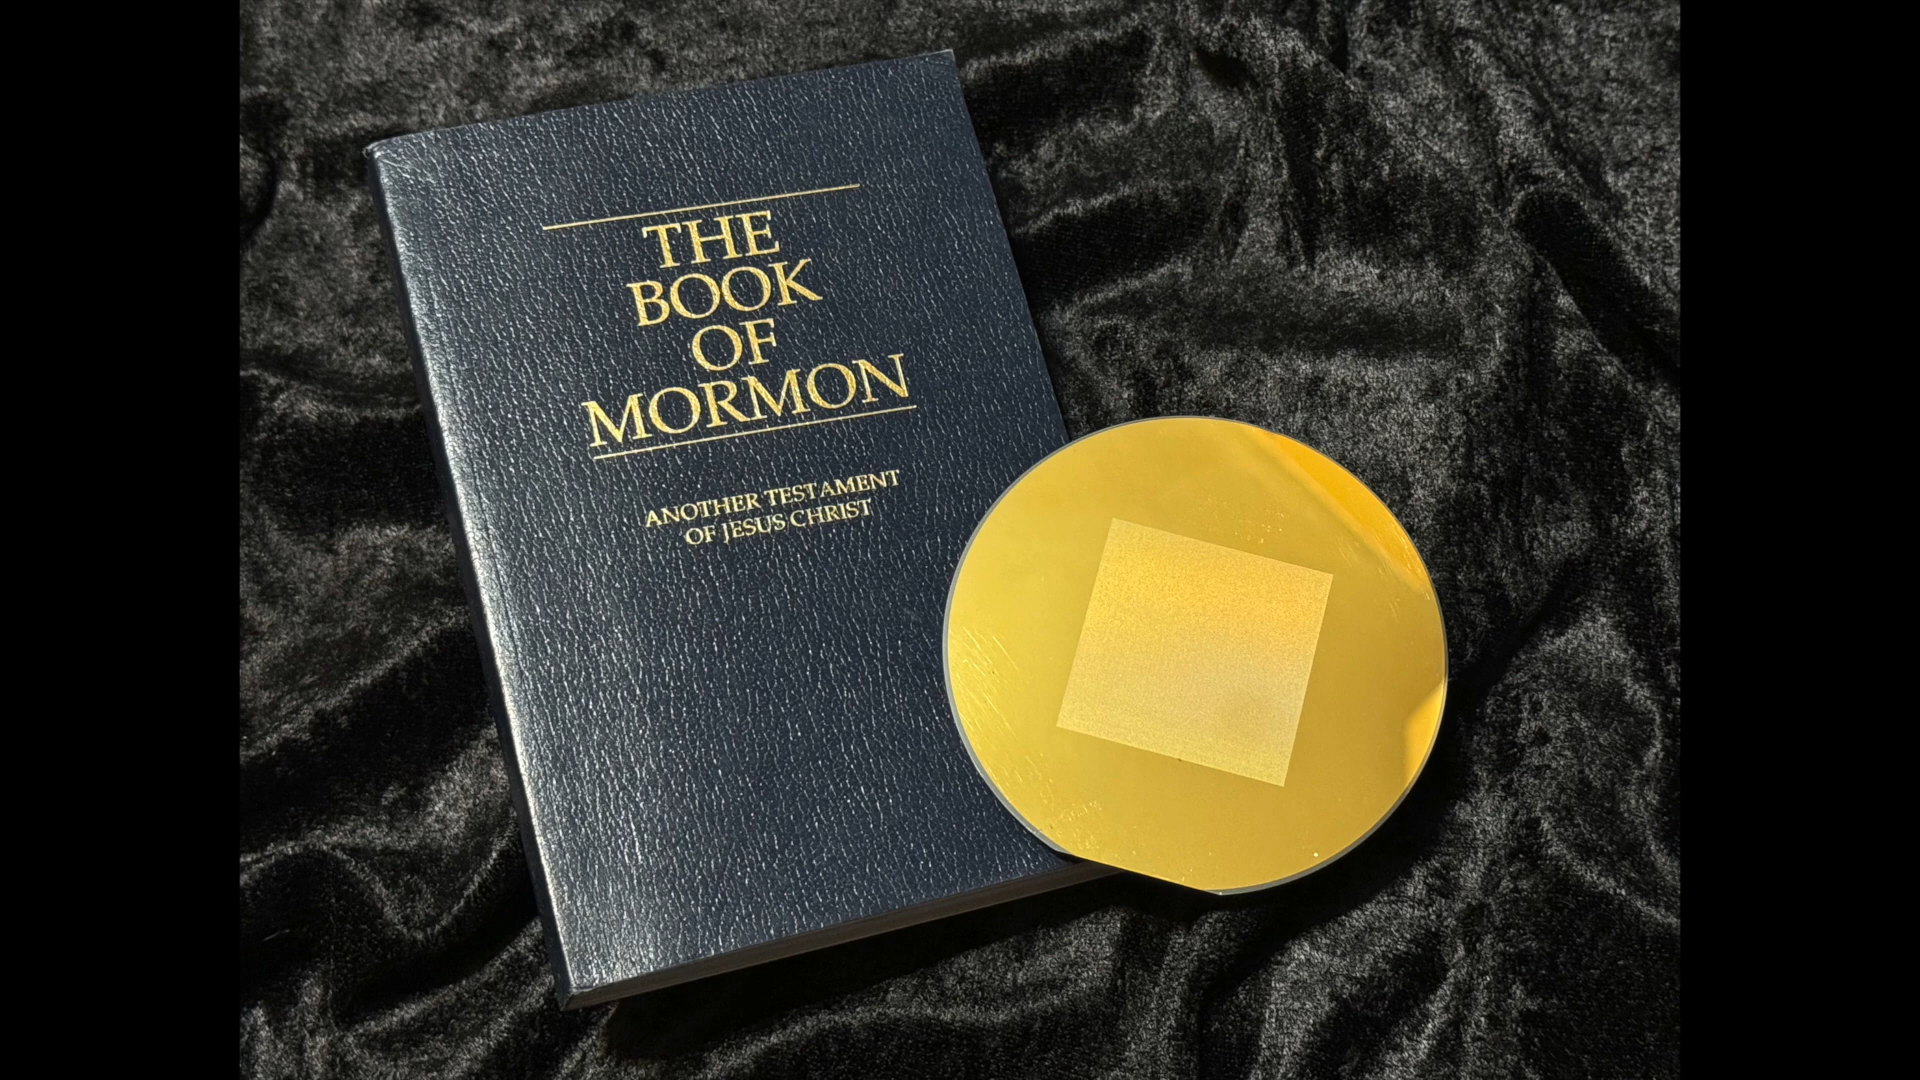 THE
BOOK
OF
MORMON
ANOTHER TESTAMENT
OF JESUS CHRIST